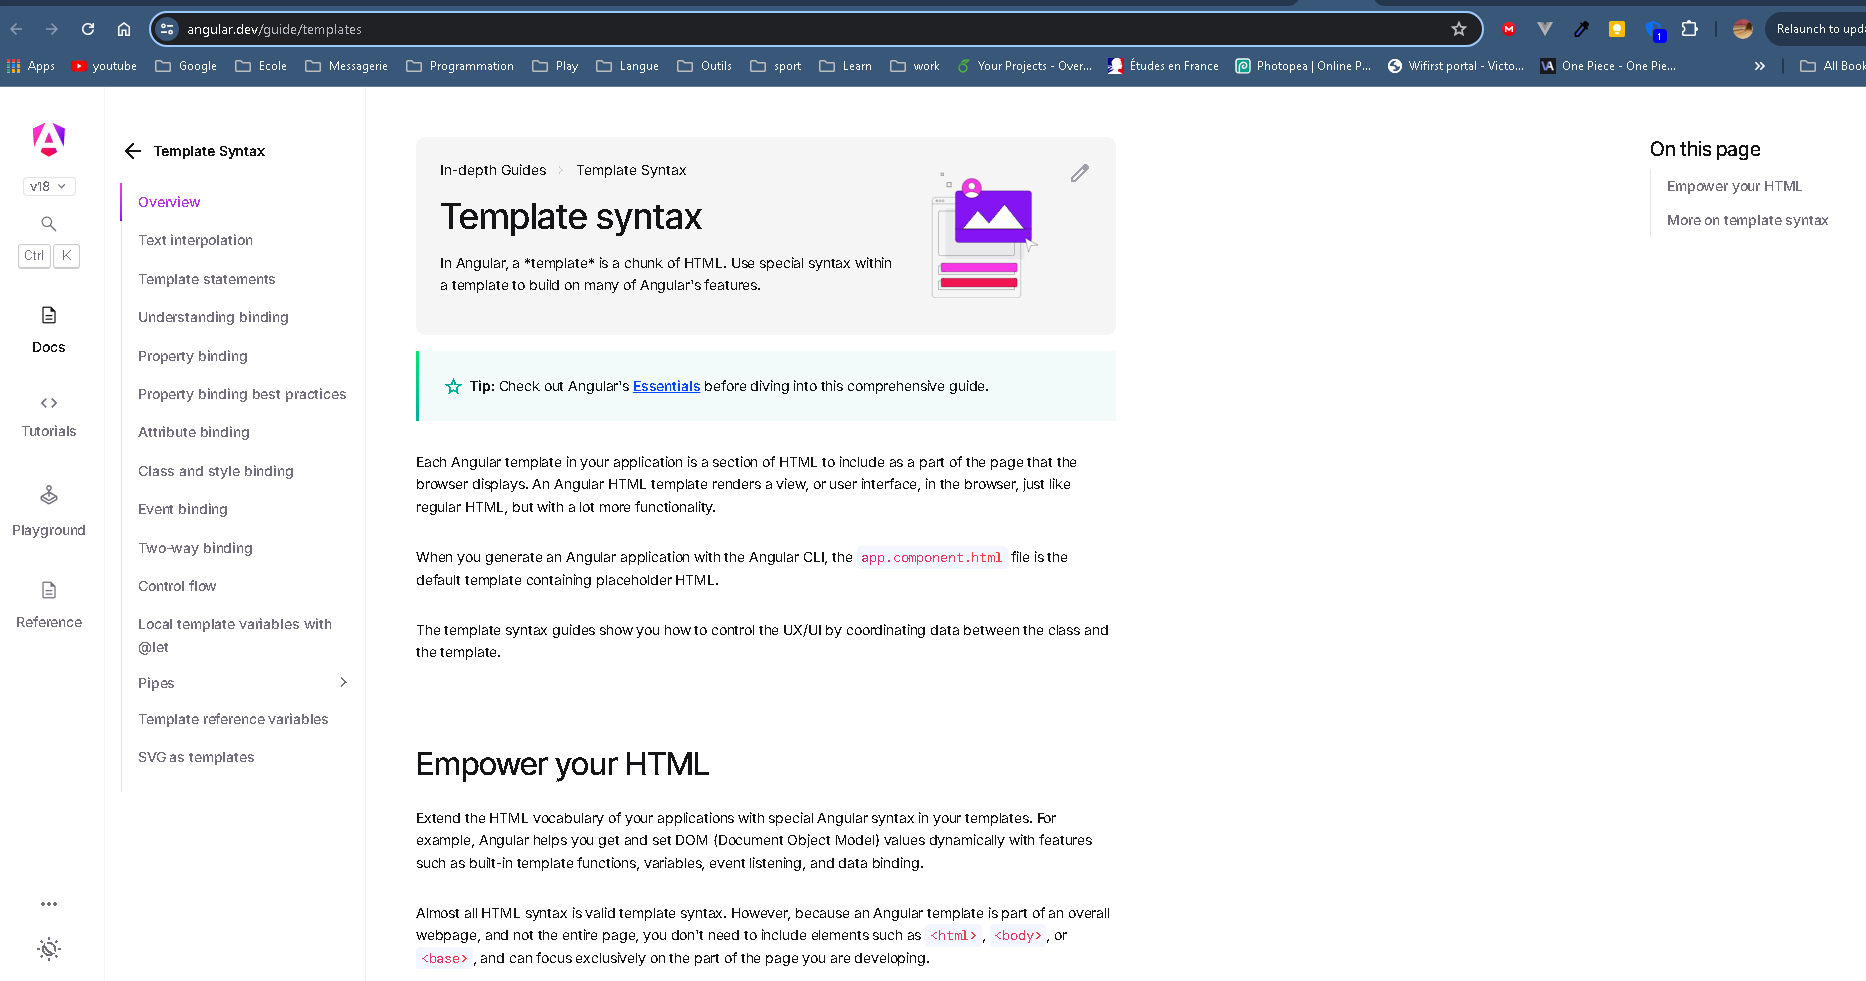 angular.dev/guide/templates
Relaunch to upda
Apps
youtube
Google
Ecole
Messagerie
Programmation
Play
Langue
Outils
sport
Learn
work
Your Projects - Over...
Études en France
Photopea | Online P...
Wifirst portal - Victo...
One Piece - One Pie...
All Book
v18
Ctrl K
Docs
Tutorials
Playground
Reference
Template Syntax
Overview
Text interpolation
Template statements
Understanding binding
Property binding
Property binding best practices
Attribute binding
Class and style binding
Event binding
Two-way binding
Control flow
Local template variables with
@let
Pipes
Template reference variables
SVG as templates
In-depth Guides Template Syntax
Template syntax
In Angular, a *template* is a chunk of HTML. Use special syntax within
a template to build on many of Angular's features.
Tip: Check out Angular's Essentials before diving into this comprehensive guide.
Each Angular template in your application is a section of HTML to include as a part of the page that the
browser displays. An Angular HTML template renders a view, or user interface, in the browser, just like
regular HTML, but with a lot more functionality.
When you generate an Angular application with the Angular CLI, the app.component.html file is the
default template containing placeholder HTML.
The template syntax guides show you how to control the UX/UI by coordinating data between the class and
the template.
Empower your HTML
Extend the HTML vocabulary of your applications with special Angular syntax in your templates. For
example, Angular helps you get and set DOM (Document Object Model) values dynamically with features
such as built-in template functions, variables, event listening, and data binding.
Almost all HTML syntax is valid template syntax. However, because an Angular template is part of an overall
webpage, and not the entire page, you don't need to include elements such as <html>, <body>, or
<base>, and can focus exclusively on the part of the page you are developing.
On this page
Empower your HTML
More on template syntax
M
1